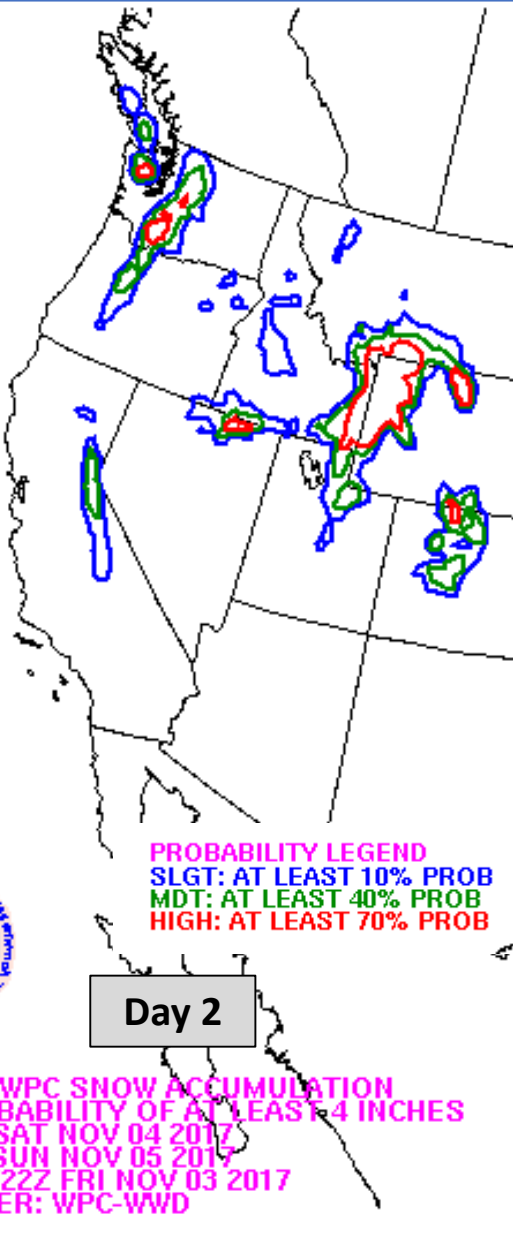 PROBABILITY LEGEND
SLGT: AT LEAST 10% PROB
MDT: AT LEAST 40% PROB
HIGH: AT LEAST 70% PROB
Day 2
WPC SNOW ACCUMULATION
BABILITY OF AT LEAST 4 INCHES
SAT NOV 04 2017
SUN NOV 05 2017
22Z FRI NOV 03 2017
ER: WPC-WWD